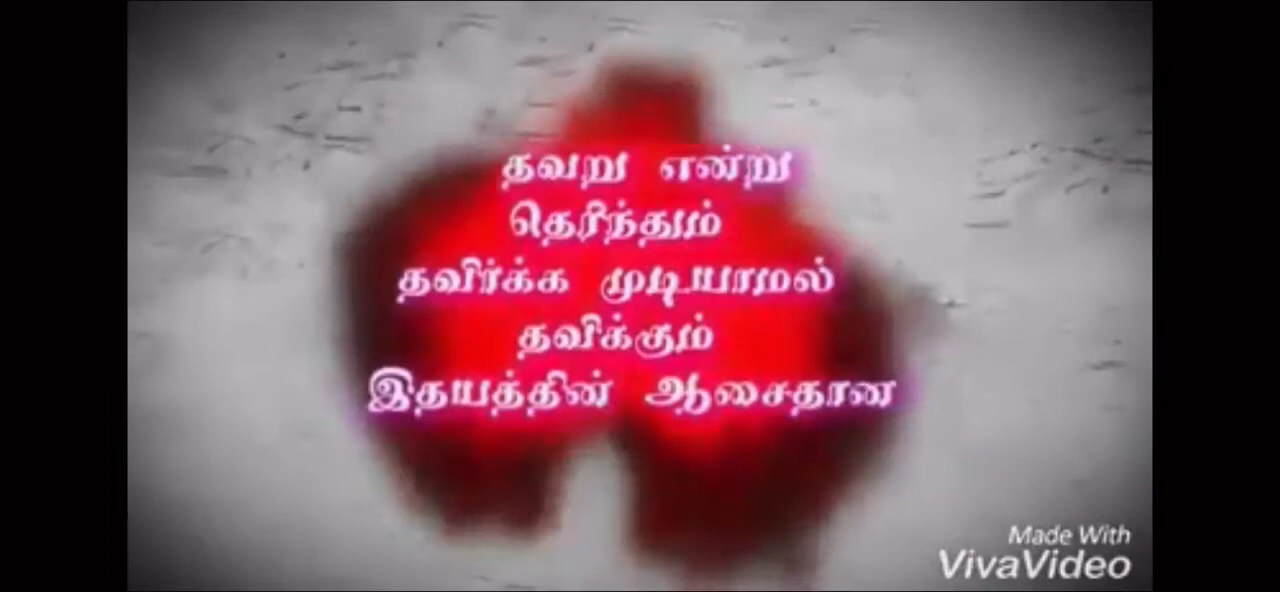 தவறு என்று
தெரிந்தும்
தவிர்க்க முடியாமல்
தவிக்கும்
இதயத்தின் ஆசைதான
Made With
VivaVideo